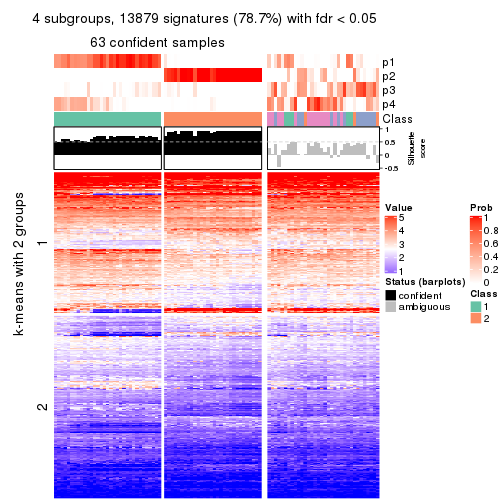 4 subgroups, 13879 signatures (78.7%) with fdr < 0.05
63 confident samples
p1
p2
p3
p4
Class
1
0.5
0
-0.5
Silhouette
score
k-means with 2 groups
1
2
Value
5
4
3
2
1
Prob
1
0.8
0.6
0.4
0.2
0
Status (barplots)
confident
ambiguous
Class
1
2